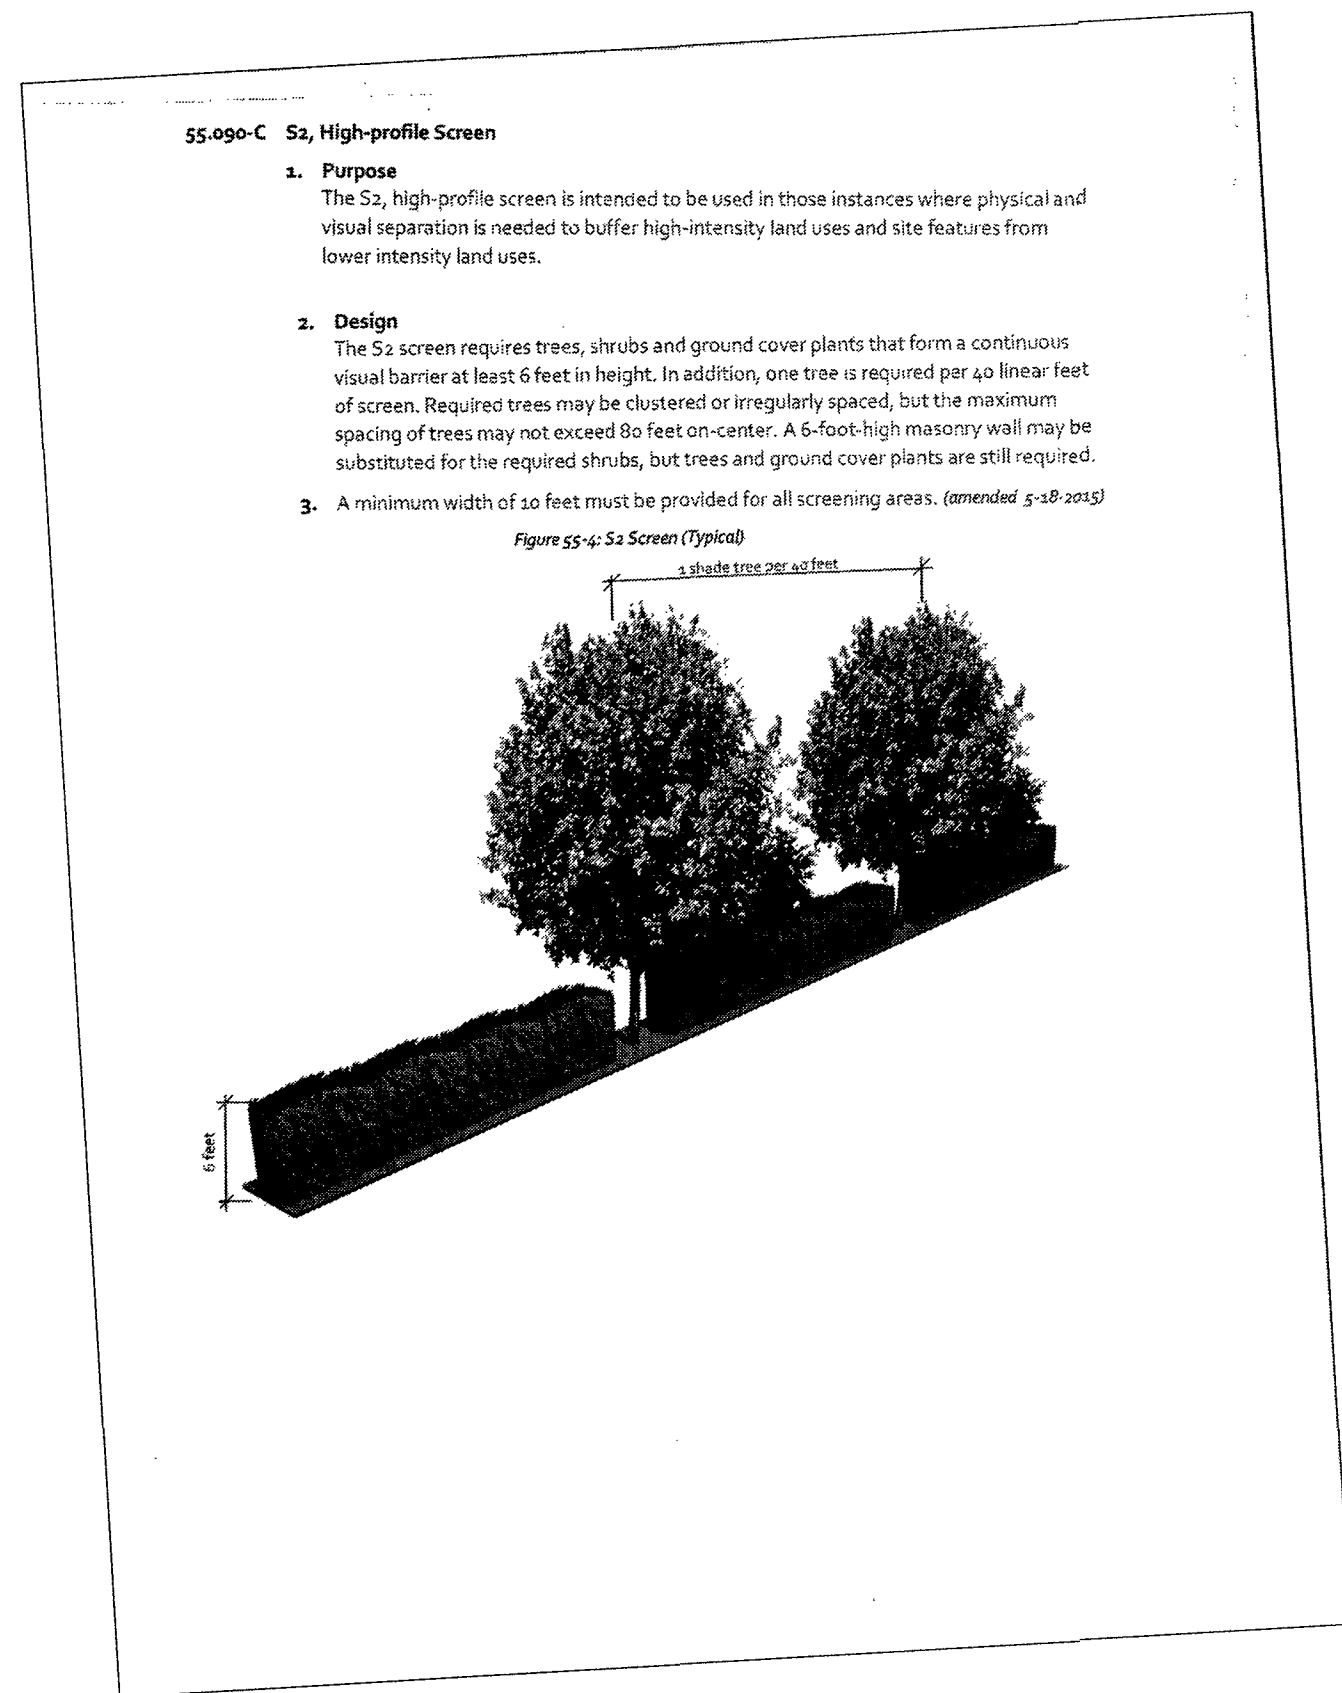 55.090-C S2, High-profile Screen
1. Purpose
The S2, high-profile screen is intended to be used in those instances where physical and
visual separation is needed to buffer high-intensity land uses and site features from
lower intensity land uses.
2. Design
The S2 screen requires trees, shrubs and ground cover plants that form a continuous
visual barrier at least 6 feet in height. In addition, one tree is required per 40 linear feet
of screen. Required trees may be clustered or irregularly spaced, but the maximum
spacing of trees may not exceed 80 feet on-center. A 6-foot-high masonry wall may be
substituted for the required shrubs, but trees and ground cover plants are still required.
3. A minimum width of 10 feet must be provided for all screening areas. (amended 5-18-2015)
Figure 55-4: S2 Screen (Typical)
1 shade tree per 40 feet
6 feet